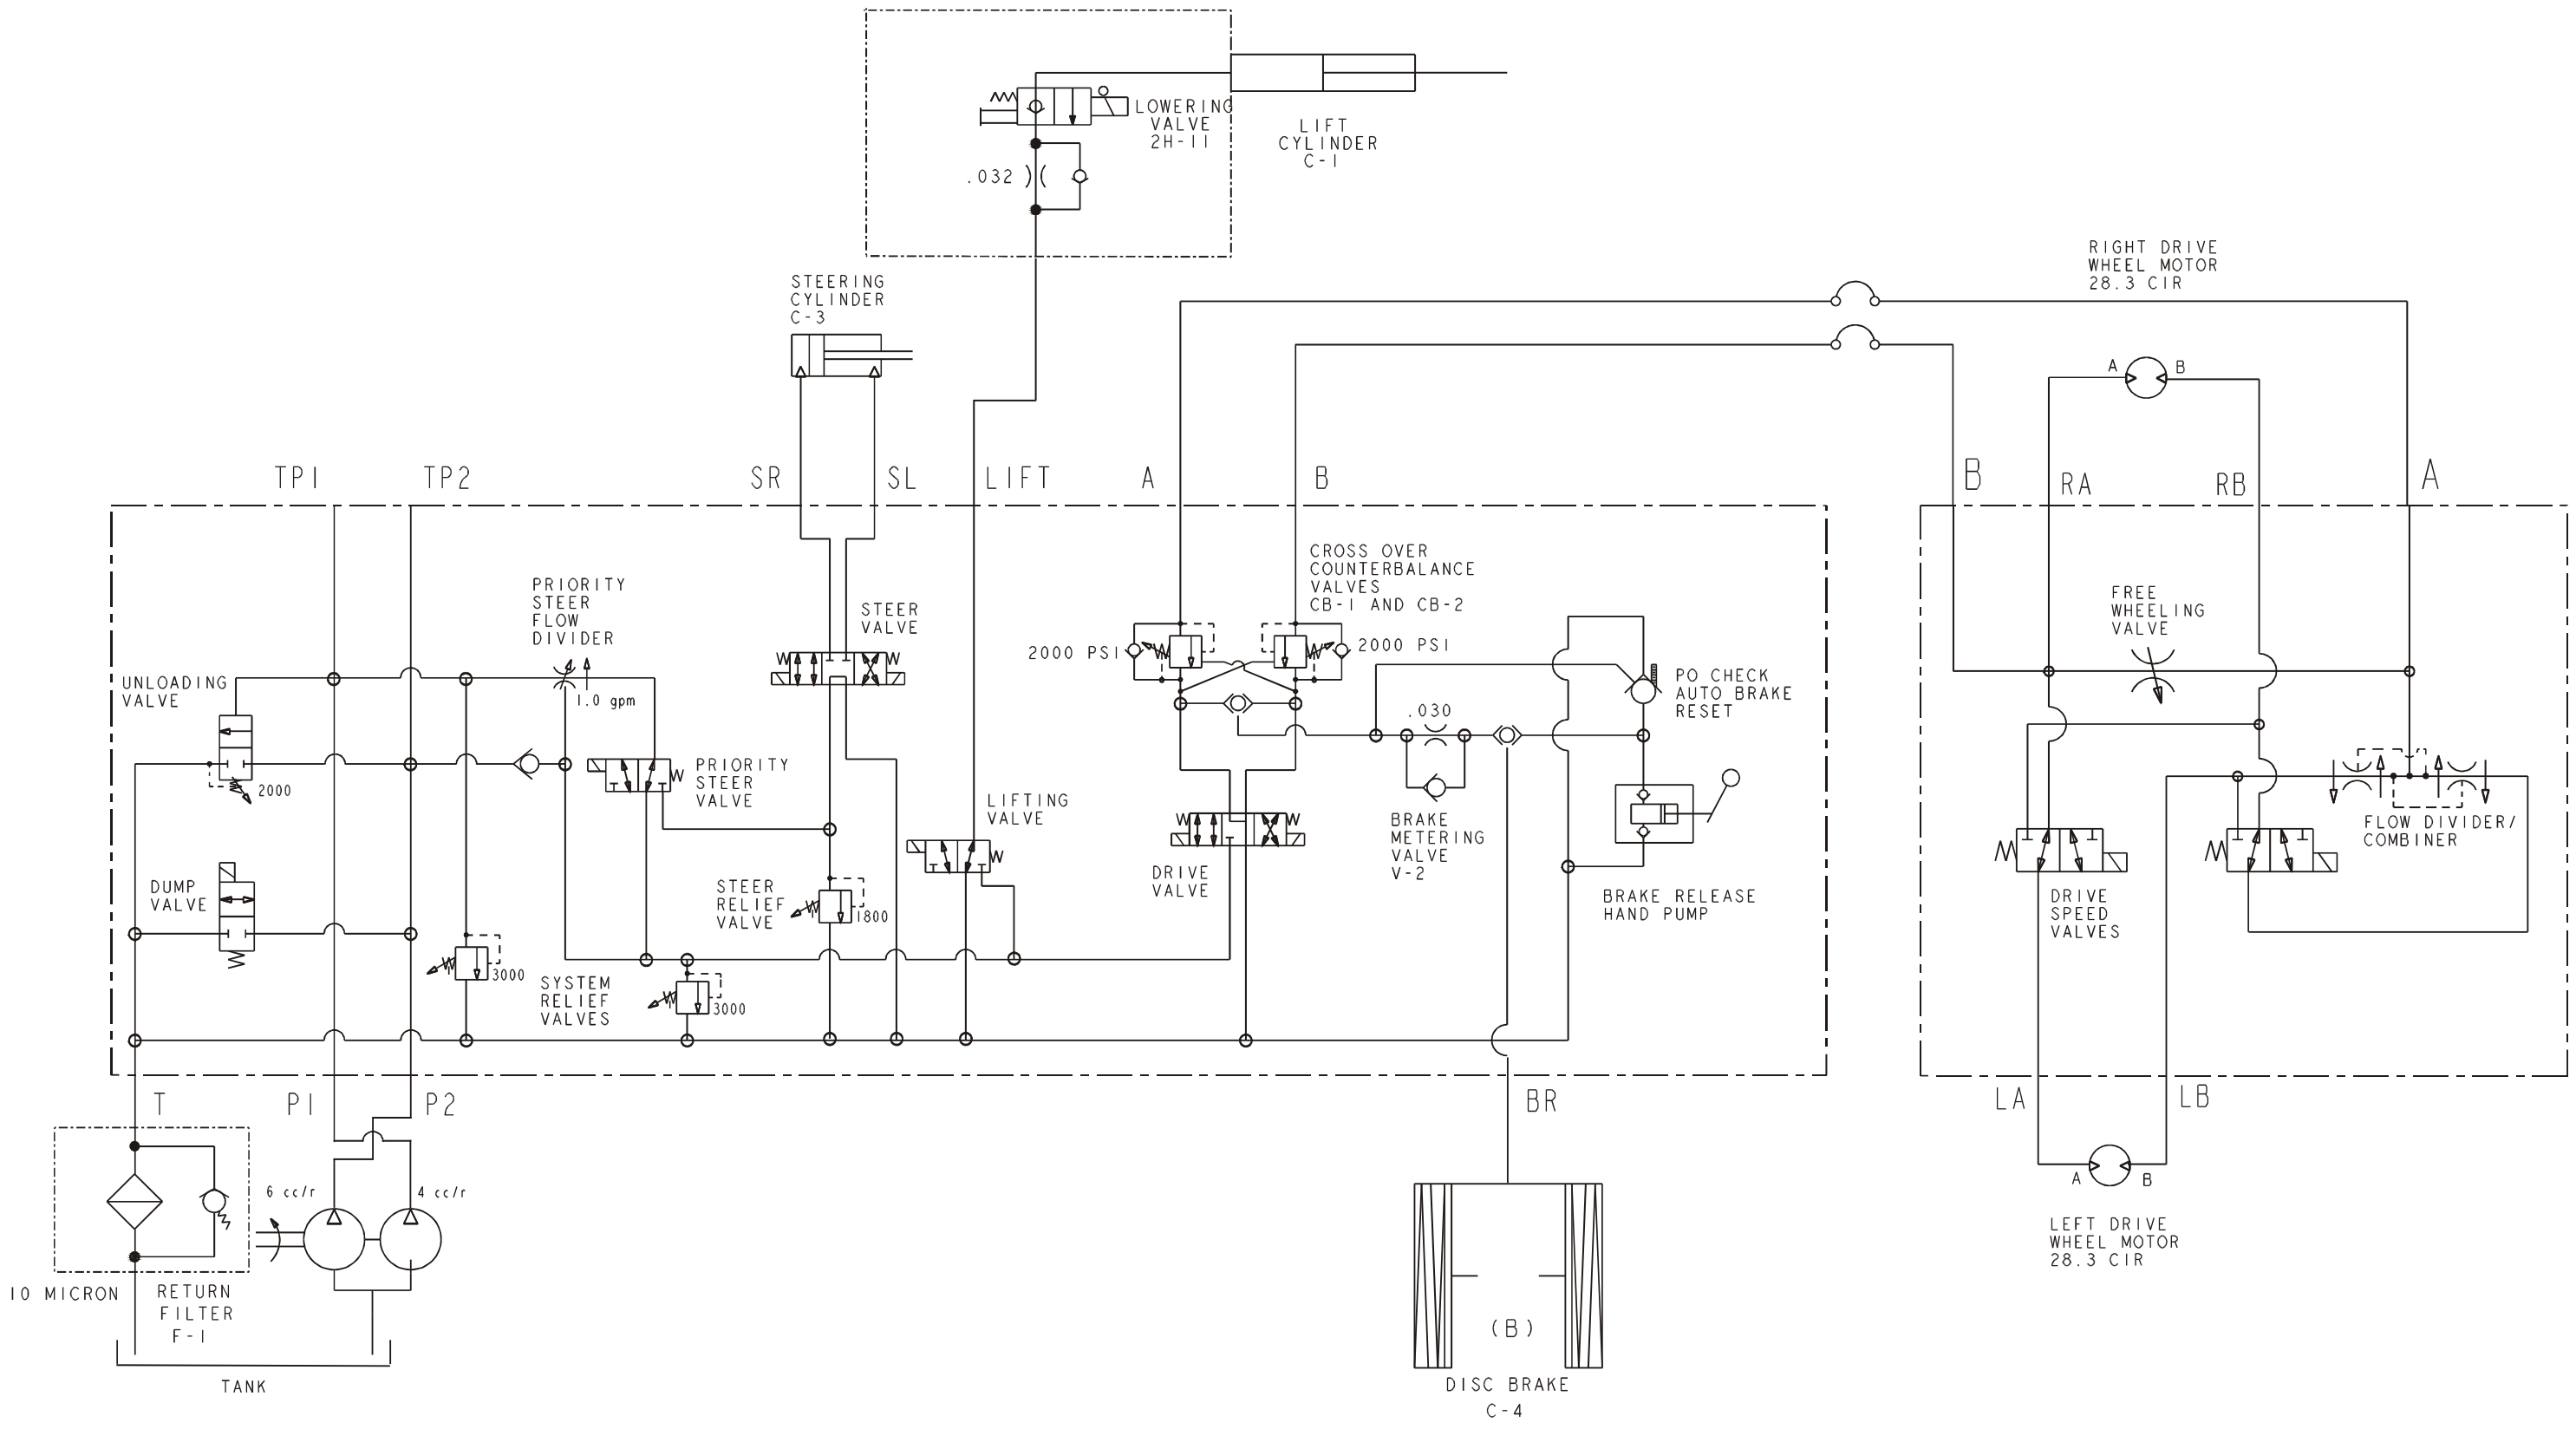 LOWERING
VALVE
2H-11
LIFT
CYLINDER
C-1
.032
RIGHT DRIVE
WHEEL MOTOR
28.3 CIR
STEERING
CYLINDER
C-3
A
B
TP1
TP2
SR
SL
LIFT
A
B
B
RA
RB
A
CROSS OVER
COUNTERBALANCE
VALVES
CB-1 AND CB-2
PRIORITY
STEER
FLOW
DIVIDER
STEER
VALVE
FREE
WHEELING
VALVE
2000 PSI
2000 PSI
UNLOADING
VALVE
1.0 gpm
PO CHECK
AUTO BRAKE
RESET
.030
2000
PRIORITY
STEER
VALVE
LIFTING
VALVE
BRAKE
METERING
VALVE
V-2
FLOW DIVIDER/
COMBINER
DUMP
VALVE
STEER
RELIEF
VALVE
1800
DRIVE
VALVE
BRAKE RELEASE
HAND PUMP
DRIVE
SPEED
VALVES
3000
SYSTEM
RELIEF
VALVES
3000
T
P1
P2
BR
LA
LB
6 cc/r
4 cc/r
A
B
LEFT DRIVE
WHEEL MOTOR
28.3 CIR
10 MICRON
RETURN
FILTER
F-1
(B)
TANK
DISC BRAKE
C-4